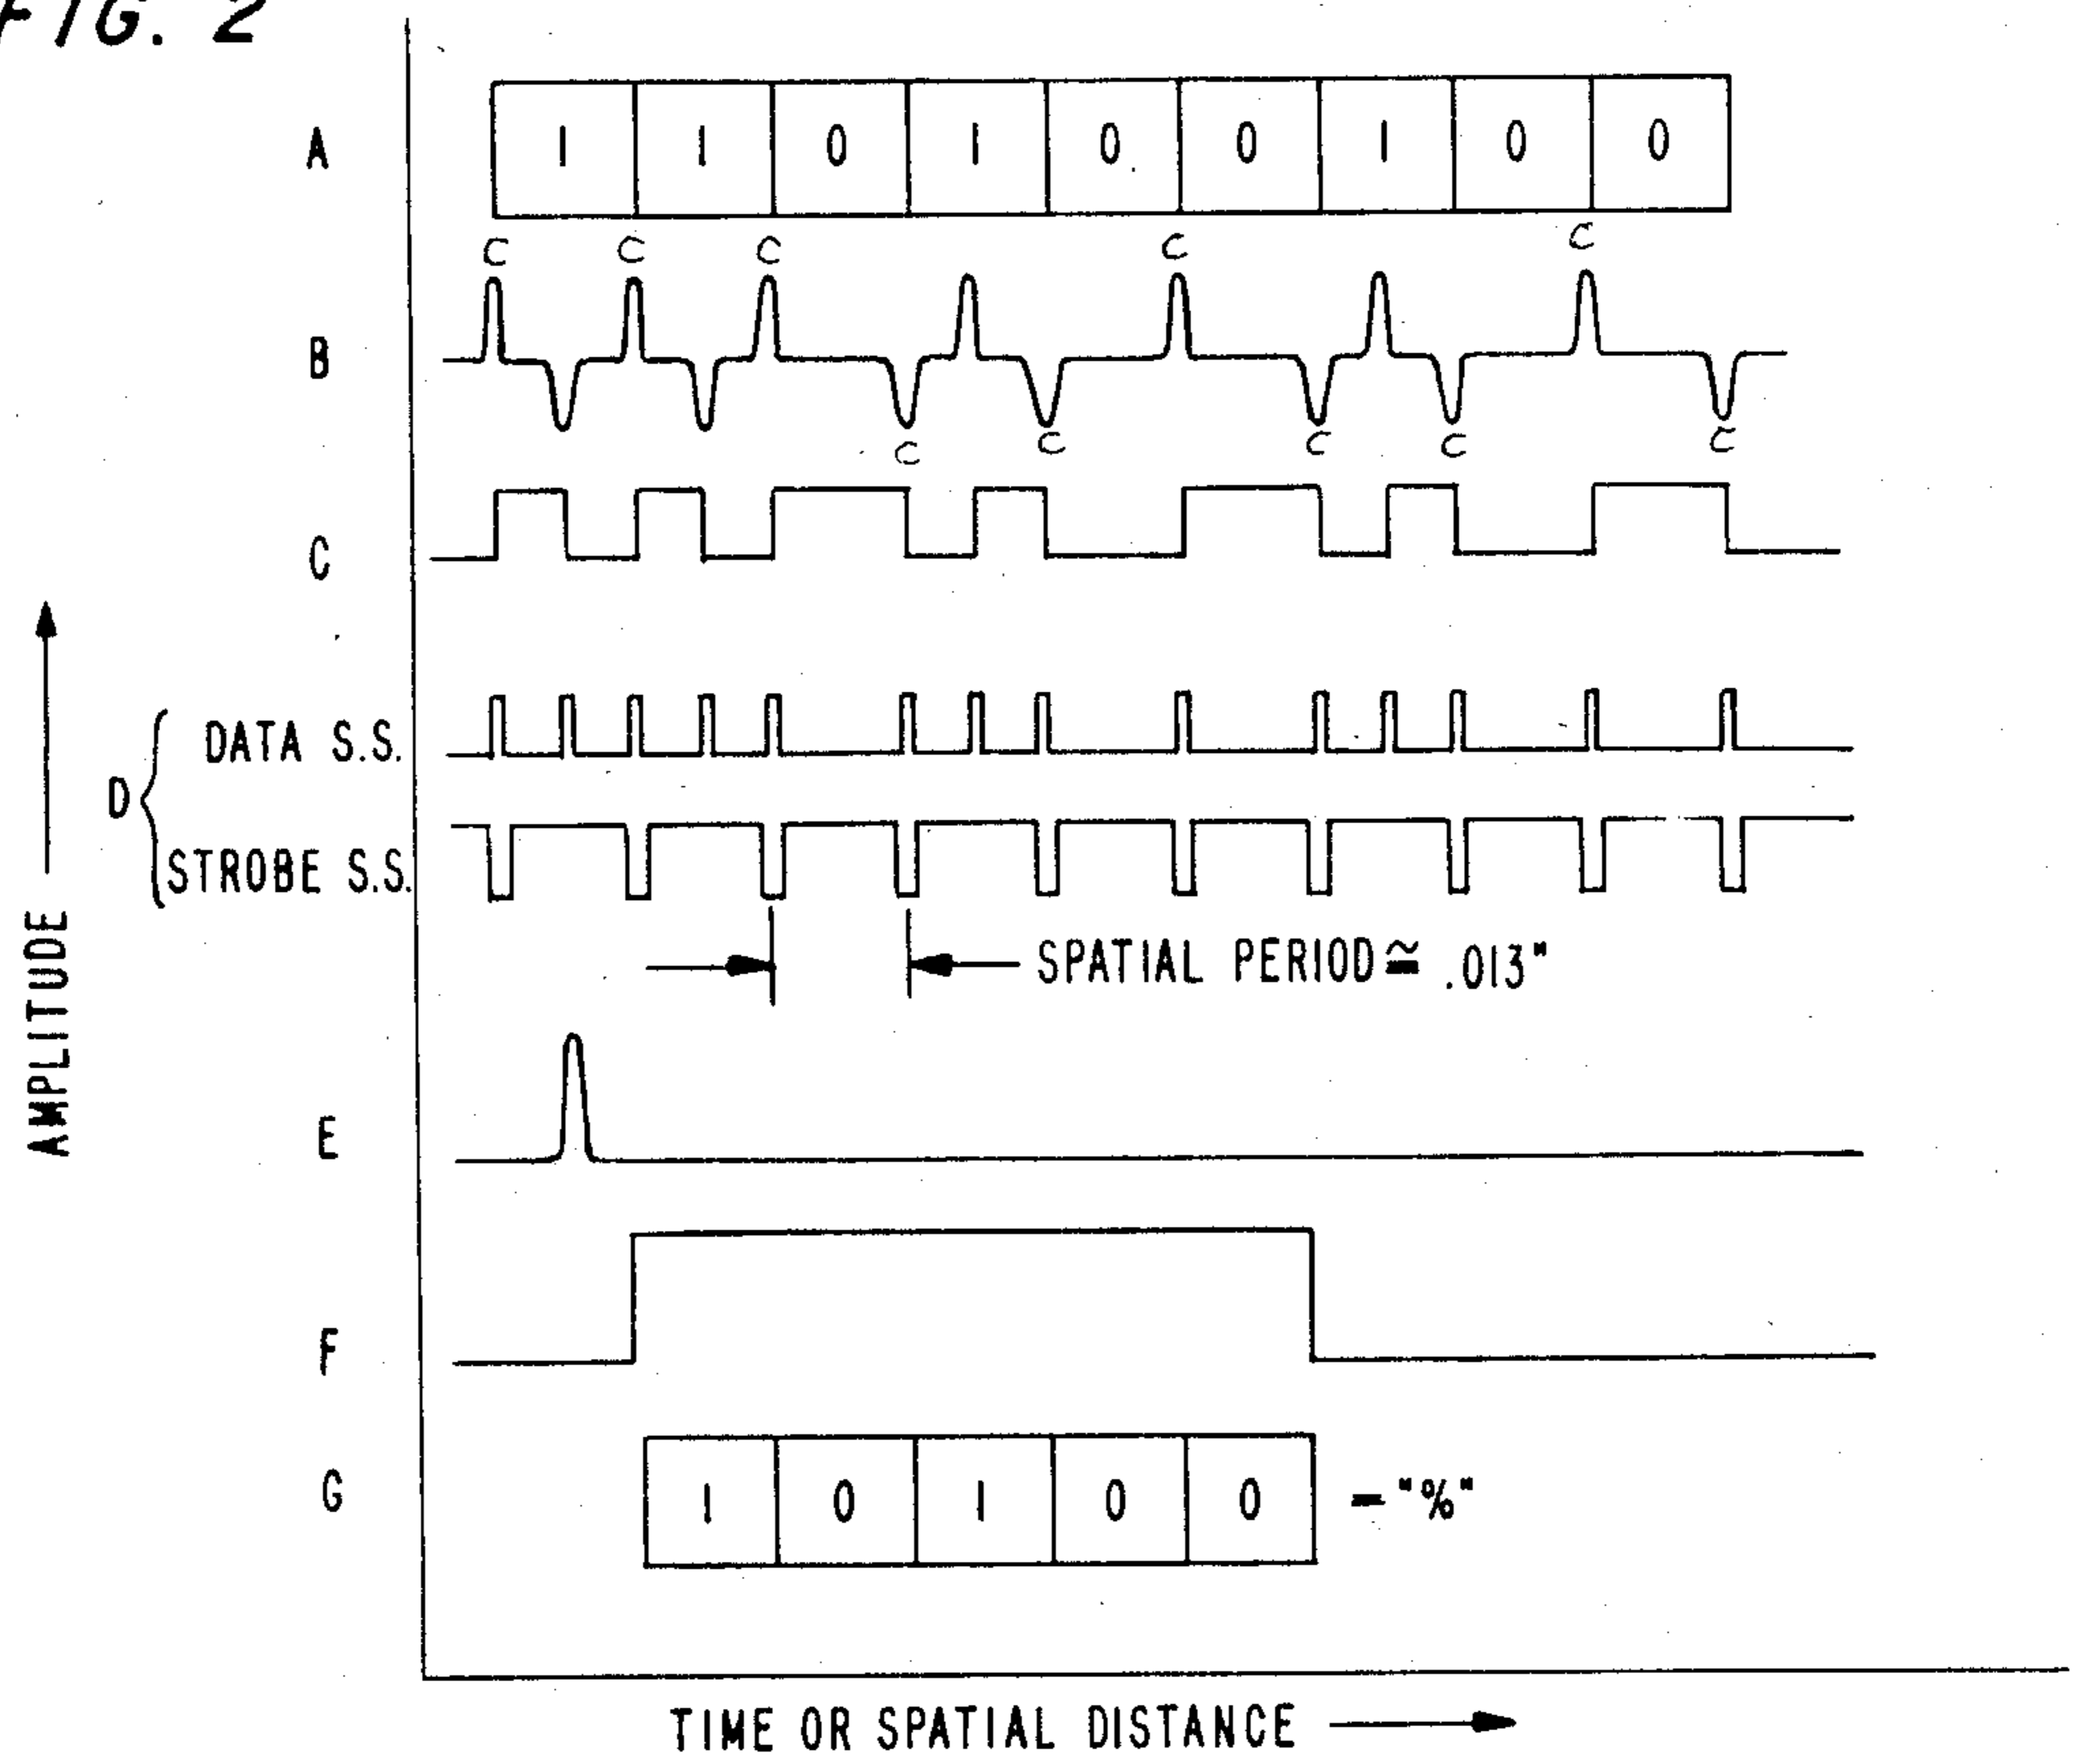 FIG. 2
A 1 1 0 1 0 0 1 0 0
C C C C C
B
C C C C C
C
D DATA S.S.
STROBE S.S.
SPATIAL PERIOD ≅ .013"
AMPLITUDE
E
F
G 1 0 1 0 0 = "%"
TIME OR SPATIAL DISTANCE